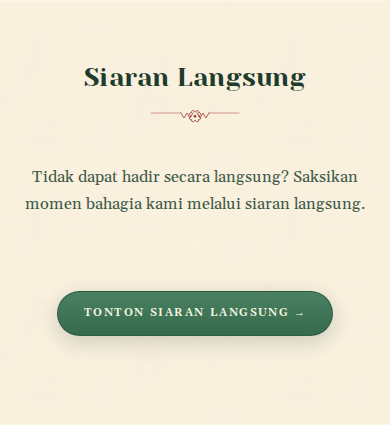 Siaran Langsung
Tidak dapat hadir secara langsung? Saksikan
momen bahagia kami melalui siaran langsung.
TONTON SIARAN LANGSUNG →